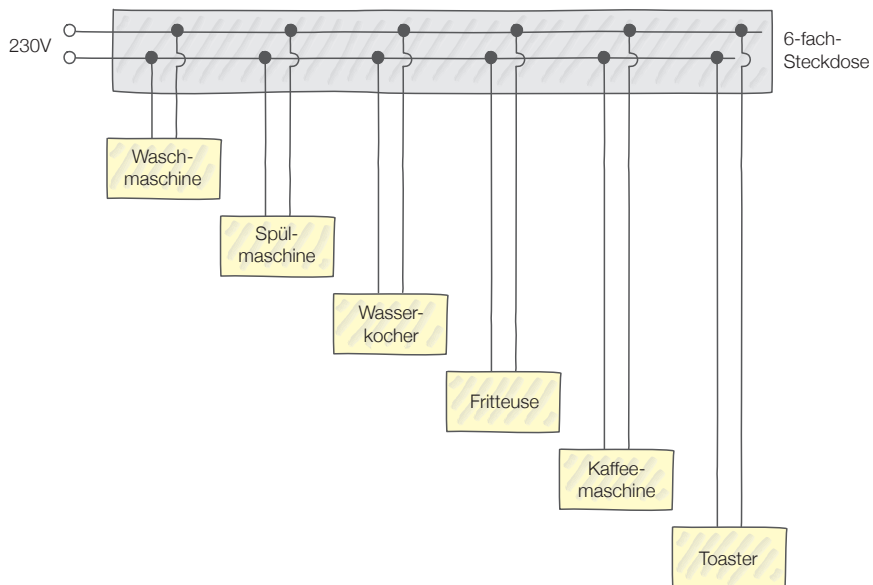 230V
6-fach-
Steckdose
Wasch-
maschine
Spül-
maschine
Wasser-
kocher
Fritteuse
Kaffee-
maschine
Toaster